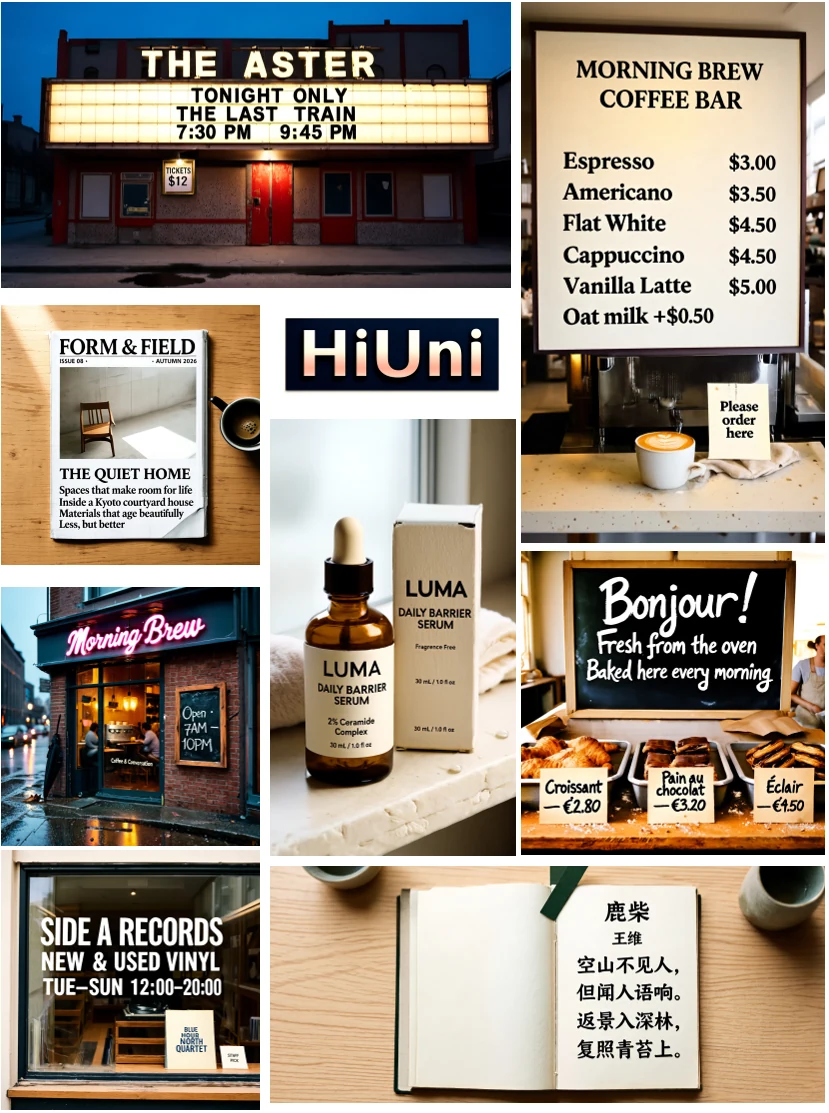 THE ASTER
TONIGHT ONLY
THE LAST TRAIN
7:30 PM 9:45 PM
TICKETS
$12
MORNING BREW
COFFEE BAR
Espresso $3.00
Americano $3.50
Flat White $4.50
Cappuccino $4.50
Vanilla Latte $5.00
Oat milk +$0.50
Please
order
here
FORM & FIELD
ISSUE 08 • • AUTUMN 2026
THE QUIET HOME
Spaces that make room for life
Inside a Kyoto courtyard house
Materials that age beautifully
Less, but better
HiUni
LUMA
DAILY BARRIER
SERUM
2% Ceramide
Complex
30 mL / 1.0 fl oz
LUMA
DAILY BARRIER
SERUM
Fragrance Free
30 mL / 1.0 fl oz
30 mL / 1.0 fl oz
Morning Brew
Open
7AM
10PM
Coffee & Conversation
Bonjour!
Fresh from the oven
Baked here every morning
Croissant
— €2.80
Pain au
chocolat
— €3.20
Éclair
— €4.50
SIDE A RECORDS
NEW & USED VINYL
TUE–SUN 12:00–20:00
BLUE
HOUR
NORTH
QUARTET
STAFF
PICK
鹿柴
王维
空山不见人，
但闻人语响。
返景入深林，
复照青苔上。